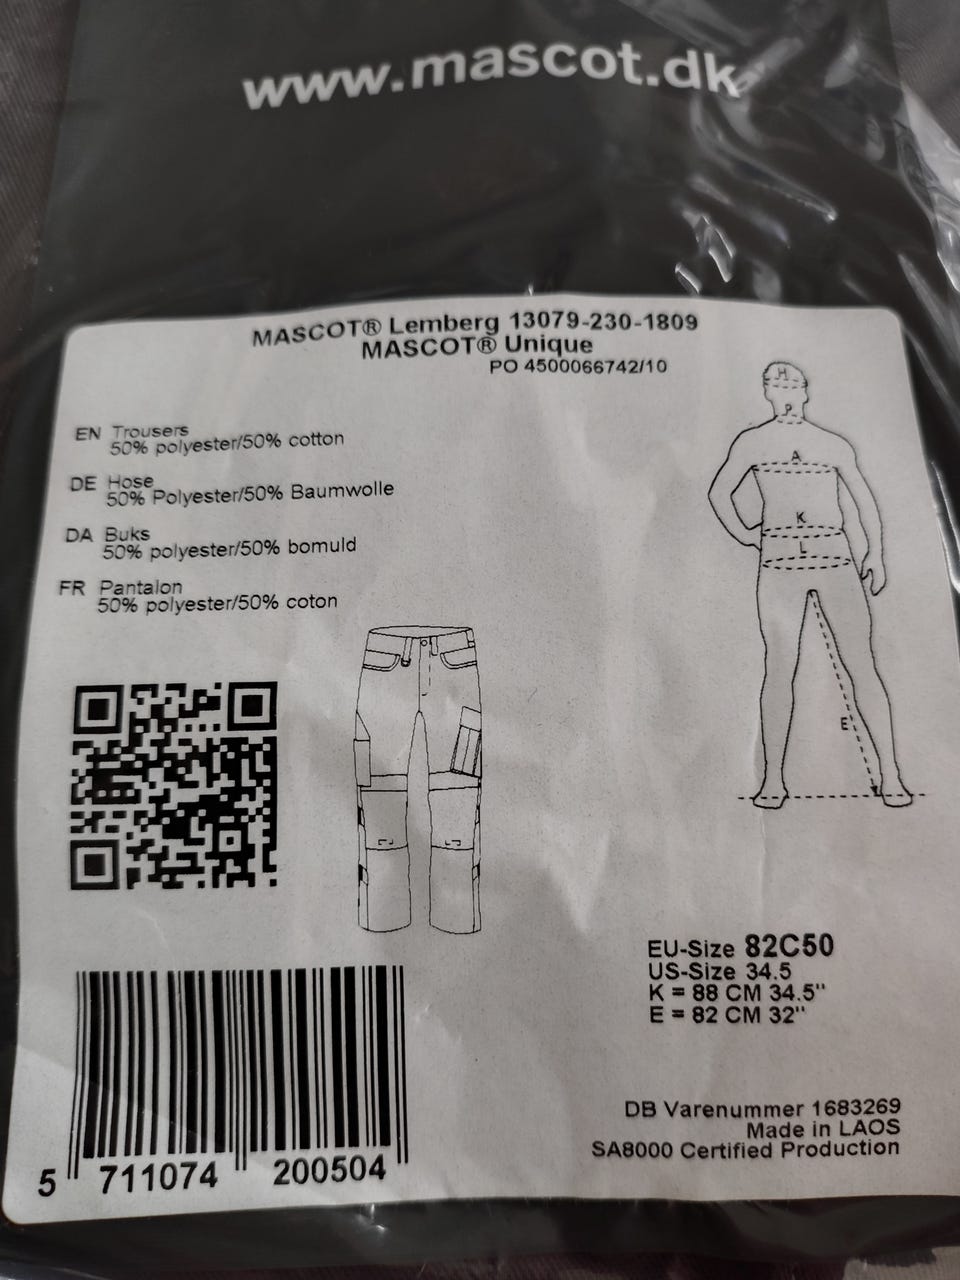 www.mascot.dk
MASCOT® Lemberg 13079-230-1809
MASCOT® Unique
PO 4500066742/10
EN Trousers
50% polyester/50% cotton
DE Hose
50% Polyester/50% Baumwolle
DA Buks
50% polyester/50% bomuld
FR Pantalon
50% polyester/50% coton
H
P
A
K
L
E
EU-Size 82C50
US-Size 34.5
K = 88 CM 34.5"
E = 82 CM 32"
DB Varenummer 1683269
Made in LAOS
SA8000 Certified Production
5 711074 200504